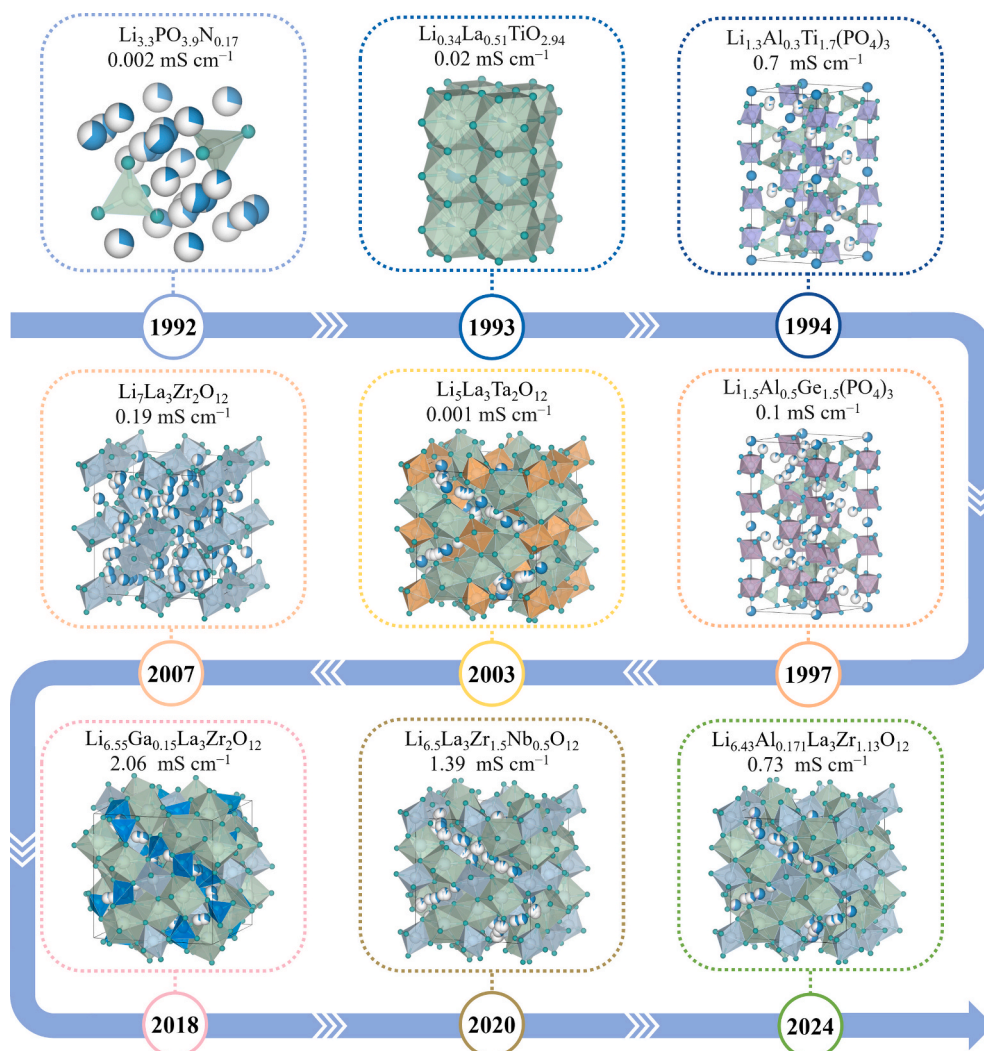 Li3.3PO3.9N0.17
0.002 mS cm−1
Li0.34La0.51TiO2.94
0.02 mS cm−1
Li1.3Al0.3Ti1.7(PO4)3
0.7 mS cm−1
1992
1993
1994
Li7La3Zr2O12
0.19 mS cm−1
Li5La3Ta2O12
0.001 mS cm−1
Li1.5Al0.5Ge1.5(PO4)3
0.1 mS cm−1
2007
2003
1997
Li6.55Ga0.15La3Zr2O12
2.06 mS cm−1
Li6.5La3Zr1.5Nb0.5O12
1.39 mS cm−1
Li6.43Al0.171La3Zr1.13O12
0.73 mS cm−1
2018
2020
2024